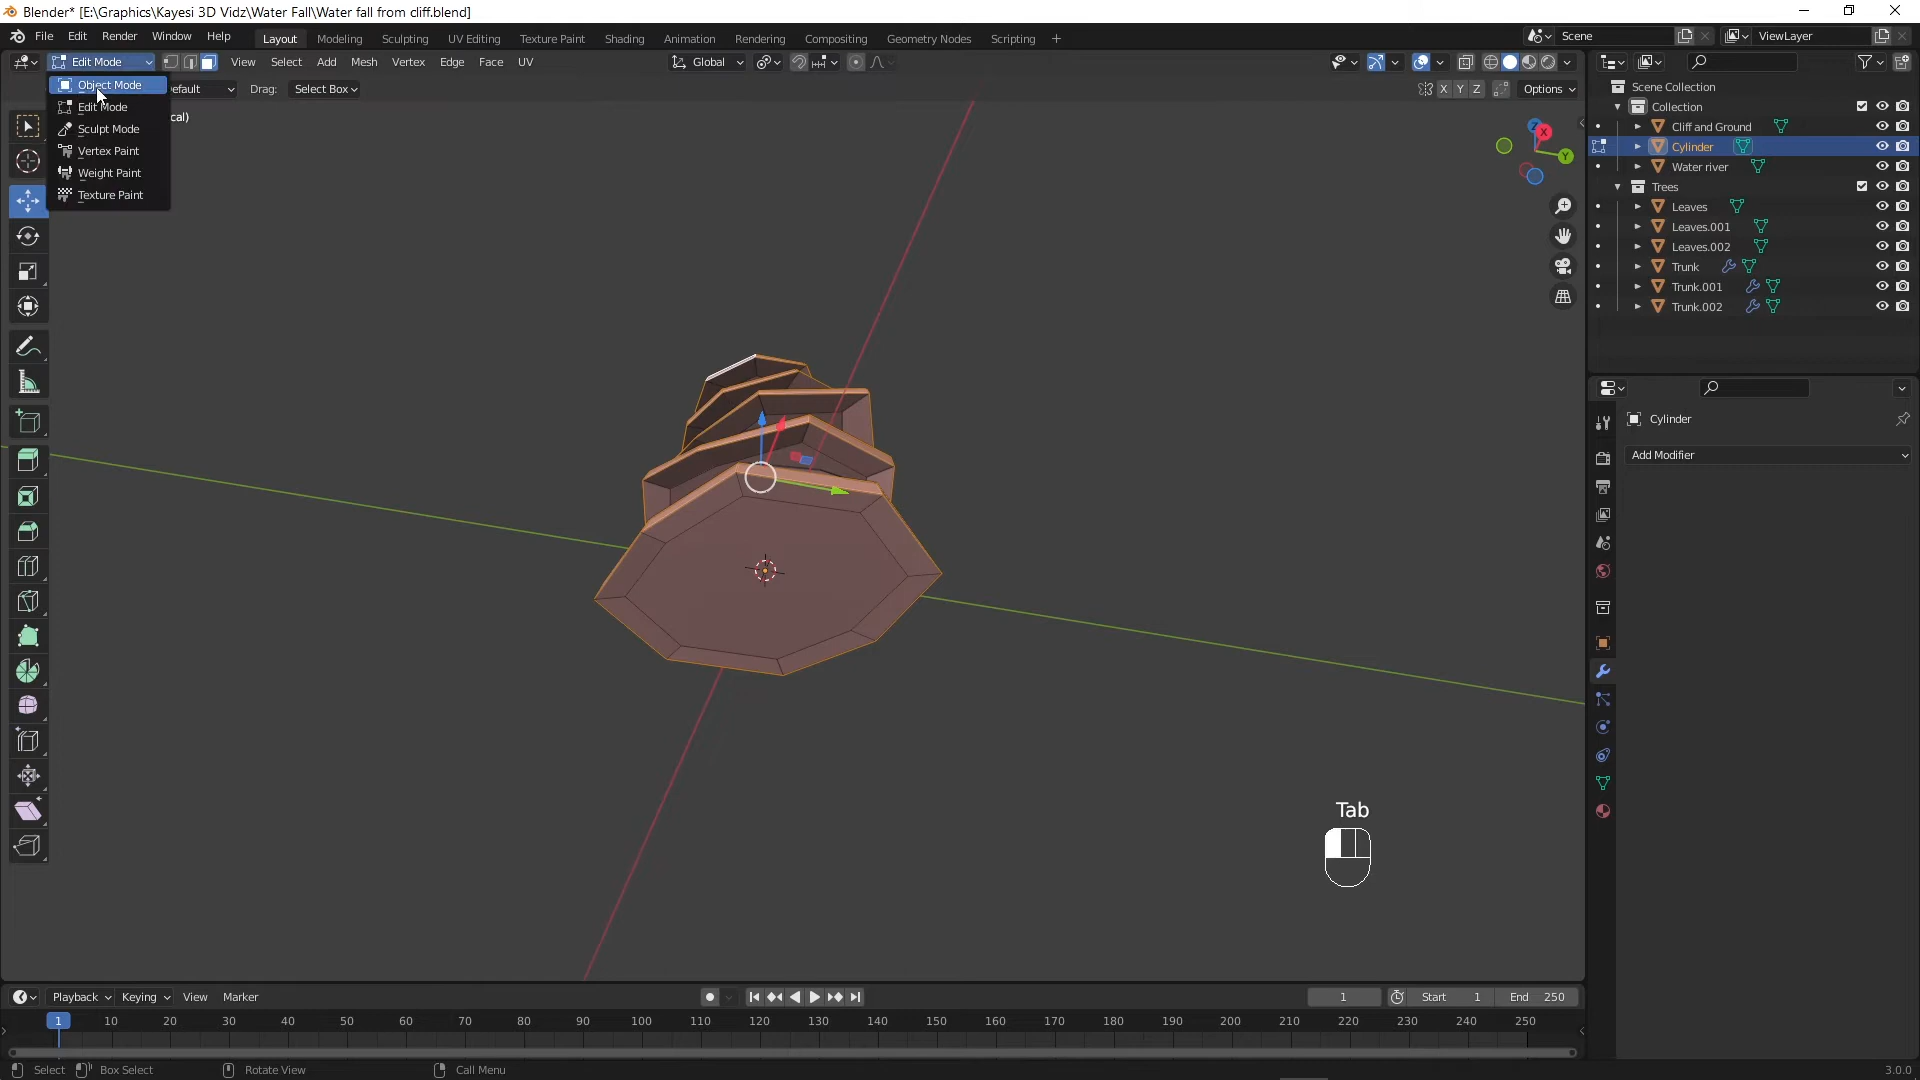 Blender* [E:\Graphics\Kayesi 3D Vidz\Water Fall\Water fall from cliff.blend]
File Edit Render Window Help Layout Modeling Sculpting UV Editing Texture Paint Shading Animation Rendering Compositing Geometry Nodes Scripting + Scene ViewLayer
Edit Mode View Select Add Mesh Vertex Edge Face UV Global
Object Mode efault Drag: Select Box X Y Z Options
Edit Mode cal)
Sculpt Mode
Vertex Paint
Weight Paint
Texture Paint
Scene Collection
Collection
Cliff and Ground
Cylinder
Water river
Trees
Leaves
Leaves.001
Leaves.002
Trunk
Trunk.001
Trunk.002
Z X
Y
Cylinder
Add Modifier
Tab
Playback Keying View Marker 1 Start 1 End 250
1 10 20 30 40 50 60 70 80 90 100 110 120 130 140 150 160 170 180 190 200 210 220 230 240 250
Select Box Select Rotate View Call Menu 3.0.0